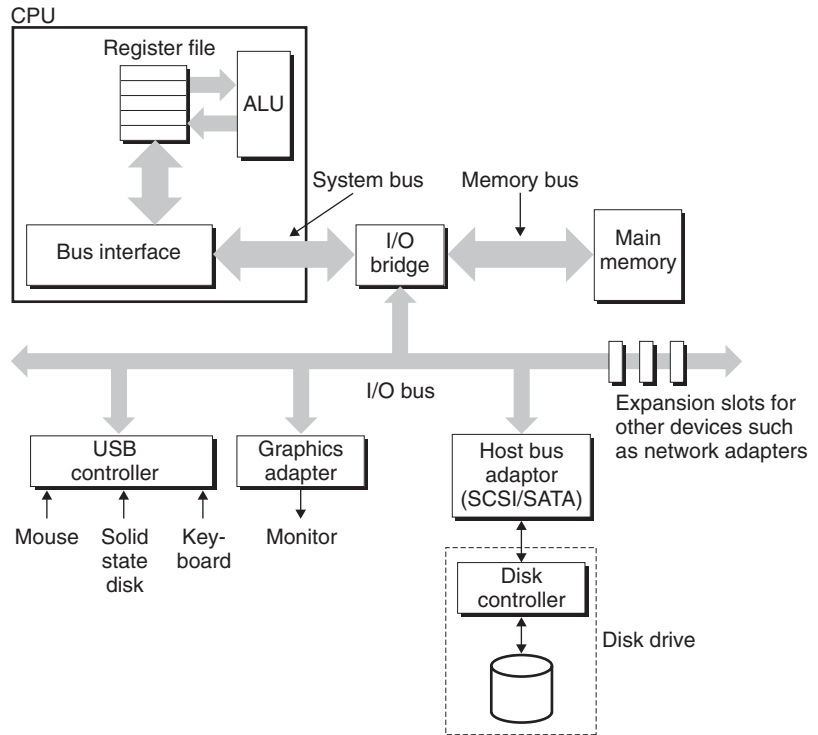 CPU
Register file
ALU
System bus
Memory bus
Bus interface
I/O
bridge
Main
memory
I/O bus
Expansion slots for
other devices such
as network adapters
USB
controller
Graphics
adapter
Host bus
adaptor
(SCSI/SATA)
Mouse
Solid
state
disk
Key-
board
Monitor
Disk
controller
Disk drive